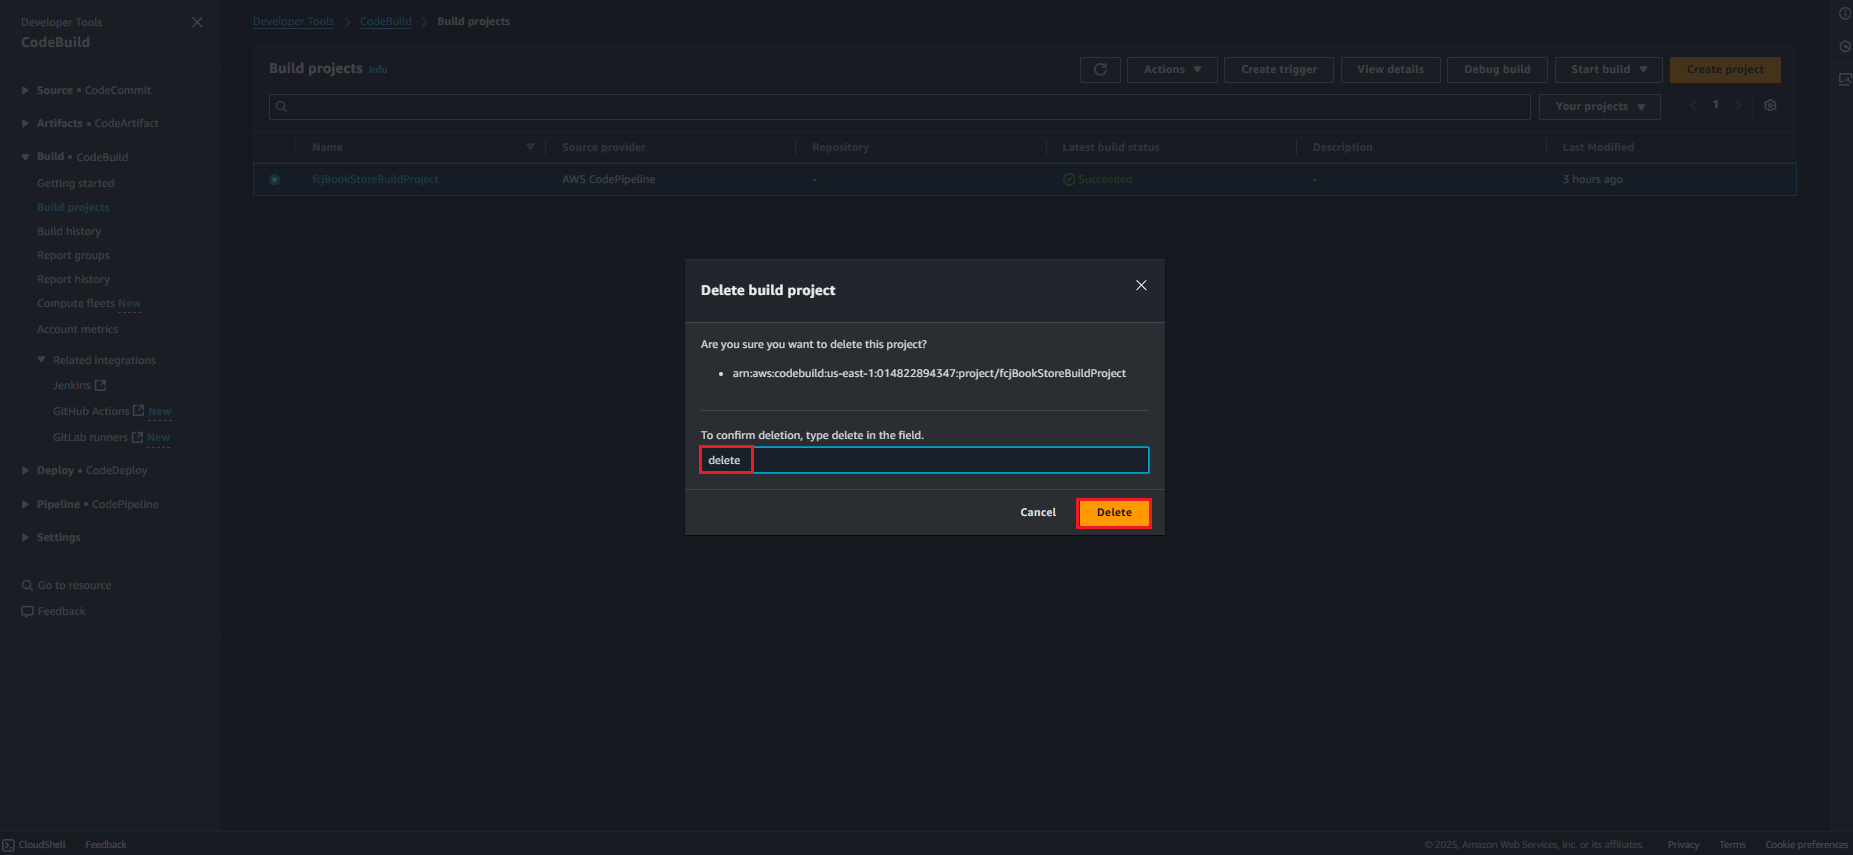 Developer Tools
CodeBuild
Source • CodeCommit
Artifacts • CodeArtifact
Build • CodeBuild
Getting started
Build projects
Build history
Report groups
Report history
Compute fleets New
Account metrics
Related integrations
Jenkins
GitHub Actions New
GitLab runners New
Deploy • CodeDeploy
Pipeline • CodePipeline
Settings
Go to resource
Feedback
Developer Tools > CodeBuild > Build projects
Build projects Info
Actions Create trigger View details Debug build Start build Create project
Your projects 1
Name Source provider Repository Latest build status Description Last Modified
fcjBookStoreBuildProject AWS CodePipeline - Succeeded - 3 hours ago
Delete build project
Are you sure you want to delete this project?
• arn:aws:codebuild:us-east-1:014822894347:project/fcjBookStoreBuildProject
To confirm deletion, type delete in the field.
delete
Cancel Delete
CloudShell Feedback © 2025, Amazon Web Services, Inc. or its affiliates. Privacy Terms Cookie preferences